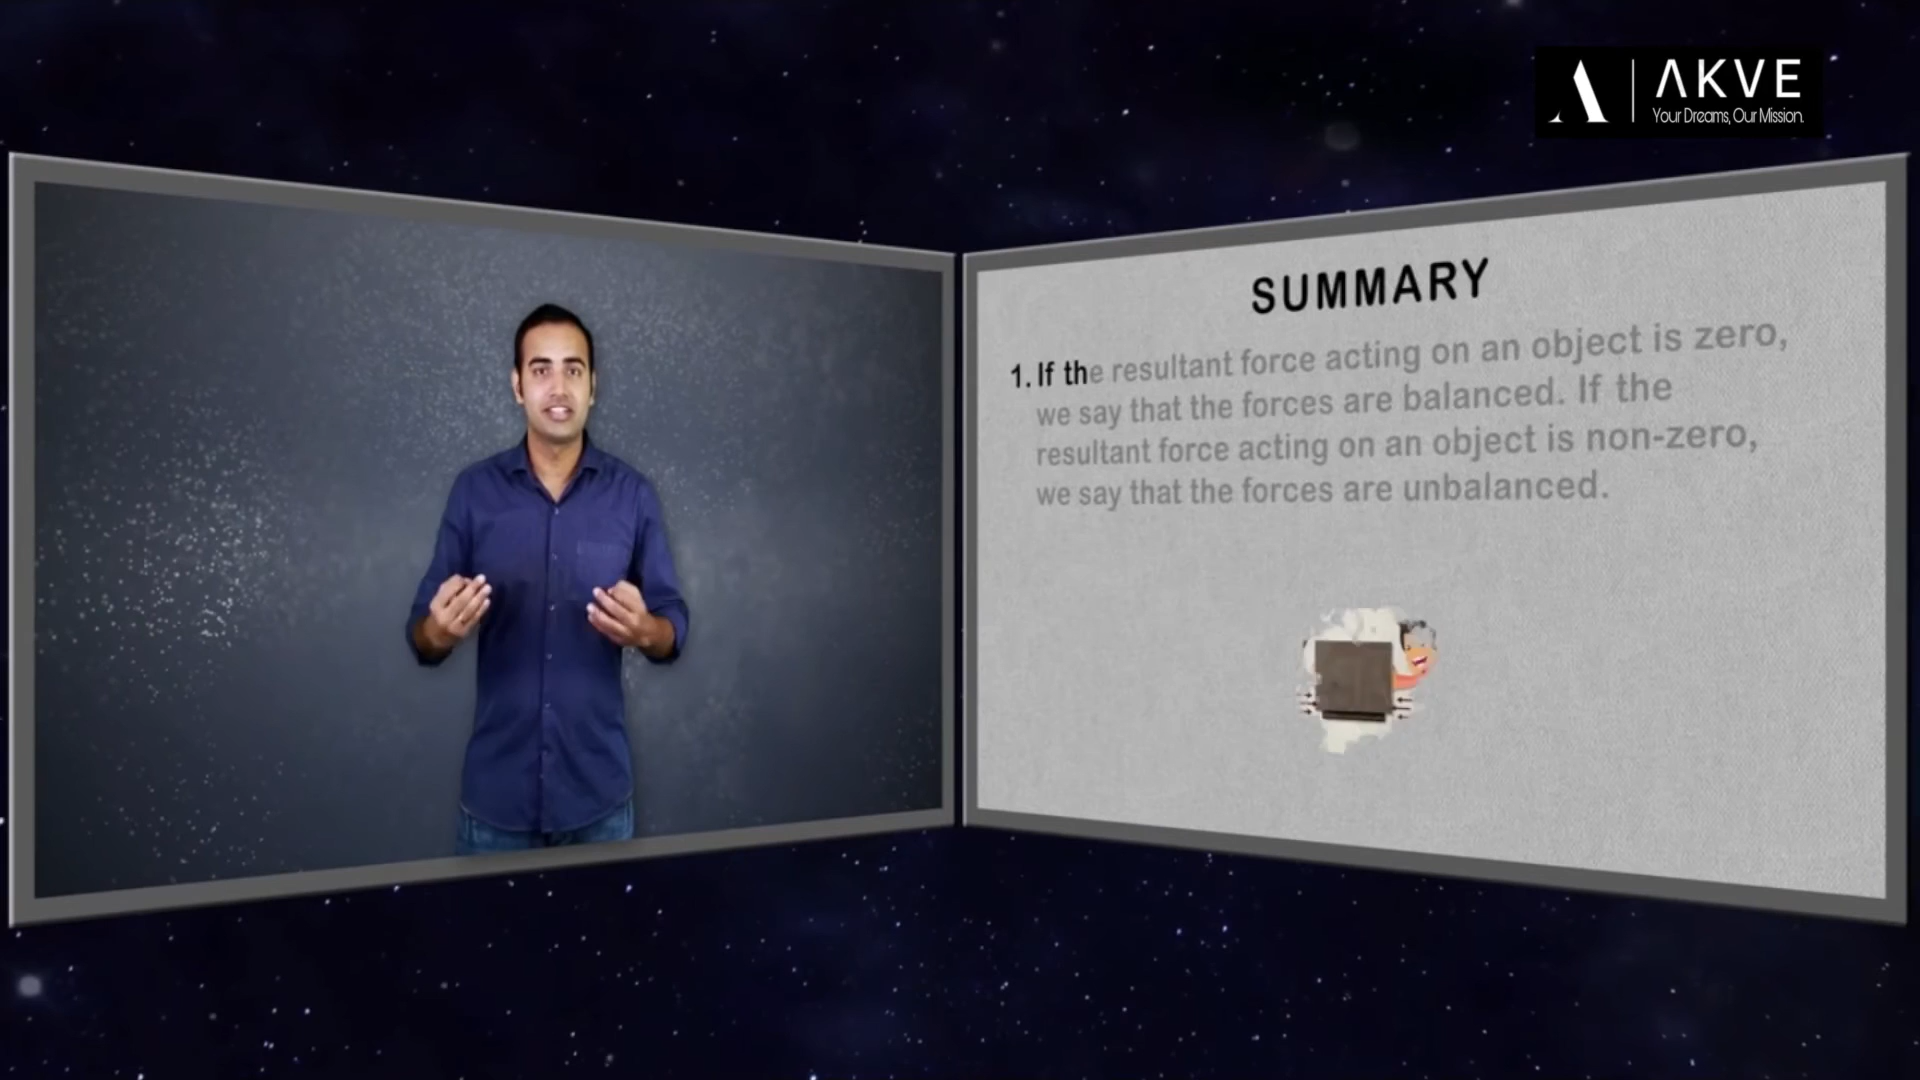 AKVE
Your Dreams, Our Mission.
SUMMARY
1. If the resultant force acting on an object is zero,
we say that the forces are balanced. If the
resultant force acting on an object is non-zero,
we say that the forces are unbalanced.